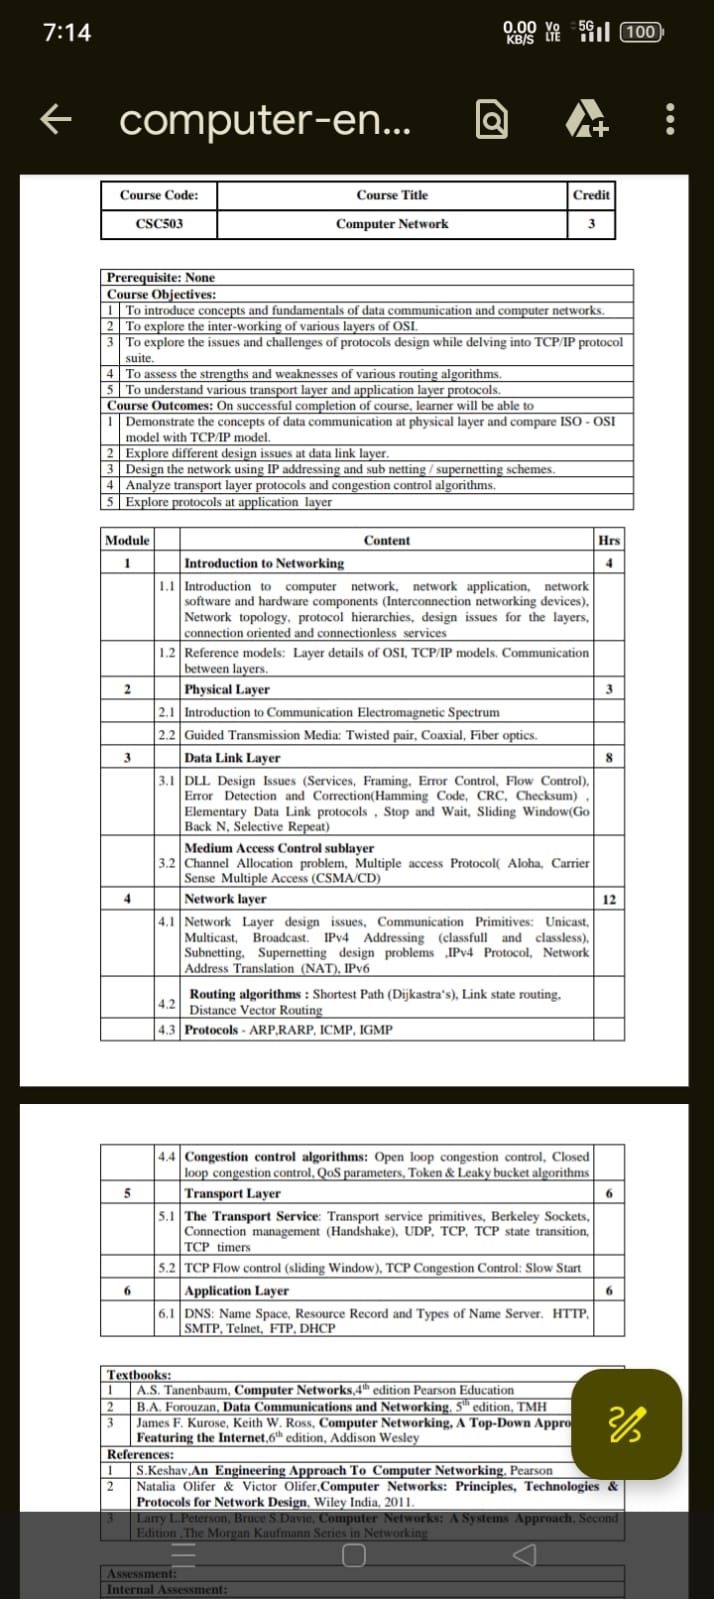 7:14
0.00 KB/S Vo LTE 5G 100
computer-en...
Course Code: Course Title Credit
CSC503 Computer Network 3
Prerequisite: None
Course Objectives:
1 To introduce concepts and fundamentals of data communication and computer networks.
2 To explore the inter-working of various layers of OSI.
3 To explore the issues and challenges of protocols design while delving into TCP/IP protocol
suite.
4 To assess the strengths and weaknesses of various routing algorithms.
5 To understand various transport layer and application layer protocols.
Course Outcomes: On successful completion of course, learner will be able to
1 Demonstrate the concepts of data communication at physical layer and compare ISO - OSI
model with TCP/IP model.
2 Explore different design issues at data link layer.
3 Design the network using IP addressing and sub netting / supernetting schemes.
4 Analyze transport layer protocols and congestion control algorithms.
5 Explore protocols at application layer
Module Content Hrs
1 Introduction to Networking 4
1.1 Introduction to computer network, network application, network
software and hardware components (Interconnection networking devices),
Network topology, protocol hierarchies, design issues for the layers,
connection oriented and connectionless services
1.2 Reference models: Layer details of OSI, TCP/IP models. Communication
between layers.
2 Physical Layer 3
2.1 Introduction to Communication Electromagnetic Spectrum
2.2 Guided Transmission Media: Twisted pair, Coaxial, Fiber optics.
3 Data Link Layer 8
3.1 DLL Design Issues (Services, Framing, Error Control, Flow Control),
Error Detection and Correction(Hamming Code, CRC, Checksum) ,
Elementary Data Link protocols , Stop and Wait, Sliding Window(Go
Back N, Selective Repeat)
Medium Access Control sublayer
3.2 Channel Allocation problem, Multiple access Protocol( Aloha, Carrier
Sense Multiple Access (CSMA/CD)
4 Network layer 12
4.1 Network Layer design issues, Communication Primitives: Unicast,
Multicast, Broadcast. IPv4 Addressing (classfull and classless),
Subnetting, Supernetting design problems ,IPv4 Protocol, Network
Address Translation (NAT), IPv6
4.2 Routing algorithms : Shortest Path (Dijkastra's), Link state routing,
Distance Vector Routing
4.3 Protocols - ARP,RARP, ICMP, IGMP
4.4 Congestion control algorithms: Open loop congestion control, Closed
loop congestion control, QoS parameters, Token & Leaky bucket algorithms
5 Transport Layer 6
5.1 The Transport Service: Transport service primitives, Berkeley Sockets,
Connection management (Handshake), UDP, TCP, TCP state transition,
TCP timers
5.2 TCP Flow control (sliding Window), TCP Congestion Control: Slow Start
6 Application Layer 6
6.1 DNS: Name Space, Resource Record and Types of Name Server. HTTP,
SMTP, Telnet, FTP, DHCP
Textbooks:
1 A.S. Tanenbaum, Computer Networks,4th edition Pearson Education
2 B.A. Forouzan, Data Communications and Networking, 5th edition, TMH
3 James F. Kurose, Keith W. Ross, Computer Networking, A Top-Down Appro
Featuring the Internet,6th edition, Addison Wesley
References:
1 S.Keshav,An Engineering Approach To Computer Networking, Pearson
2 Natalia Olifer & Victor Olifer,Computer Networks: Principles, Technologies &
Protocols for Network Design, Wiley India, 2011.
3 Larry L.Peterson, Bruce S.Davie, Computer Networks: A Systems Approach, Second
Edition ,The Morgan Kaufmann Series in Networking
Assessment:
Internal Assessment: